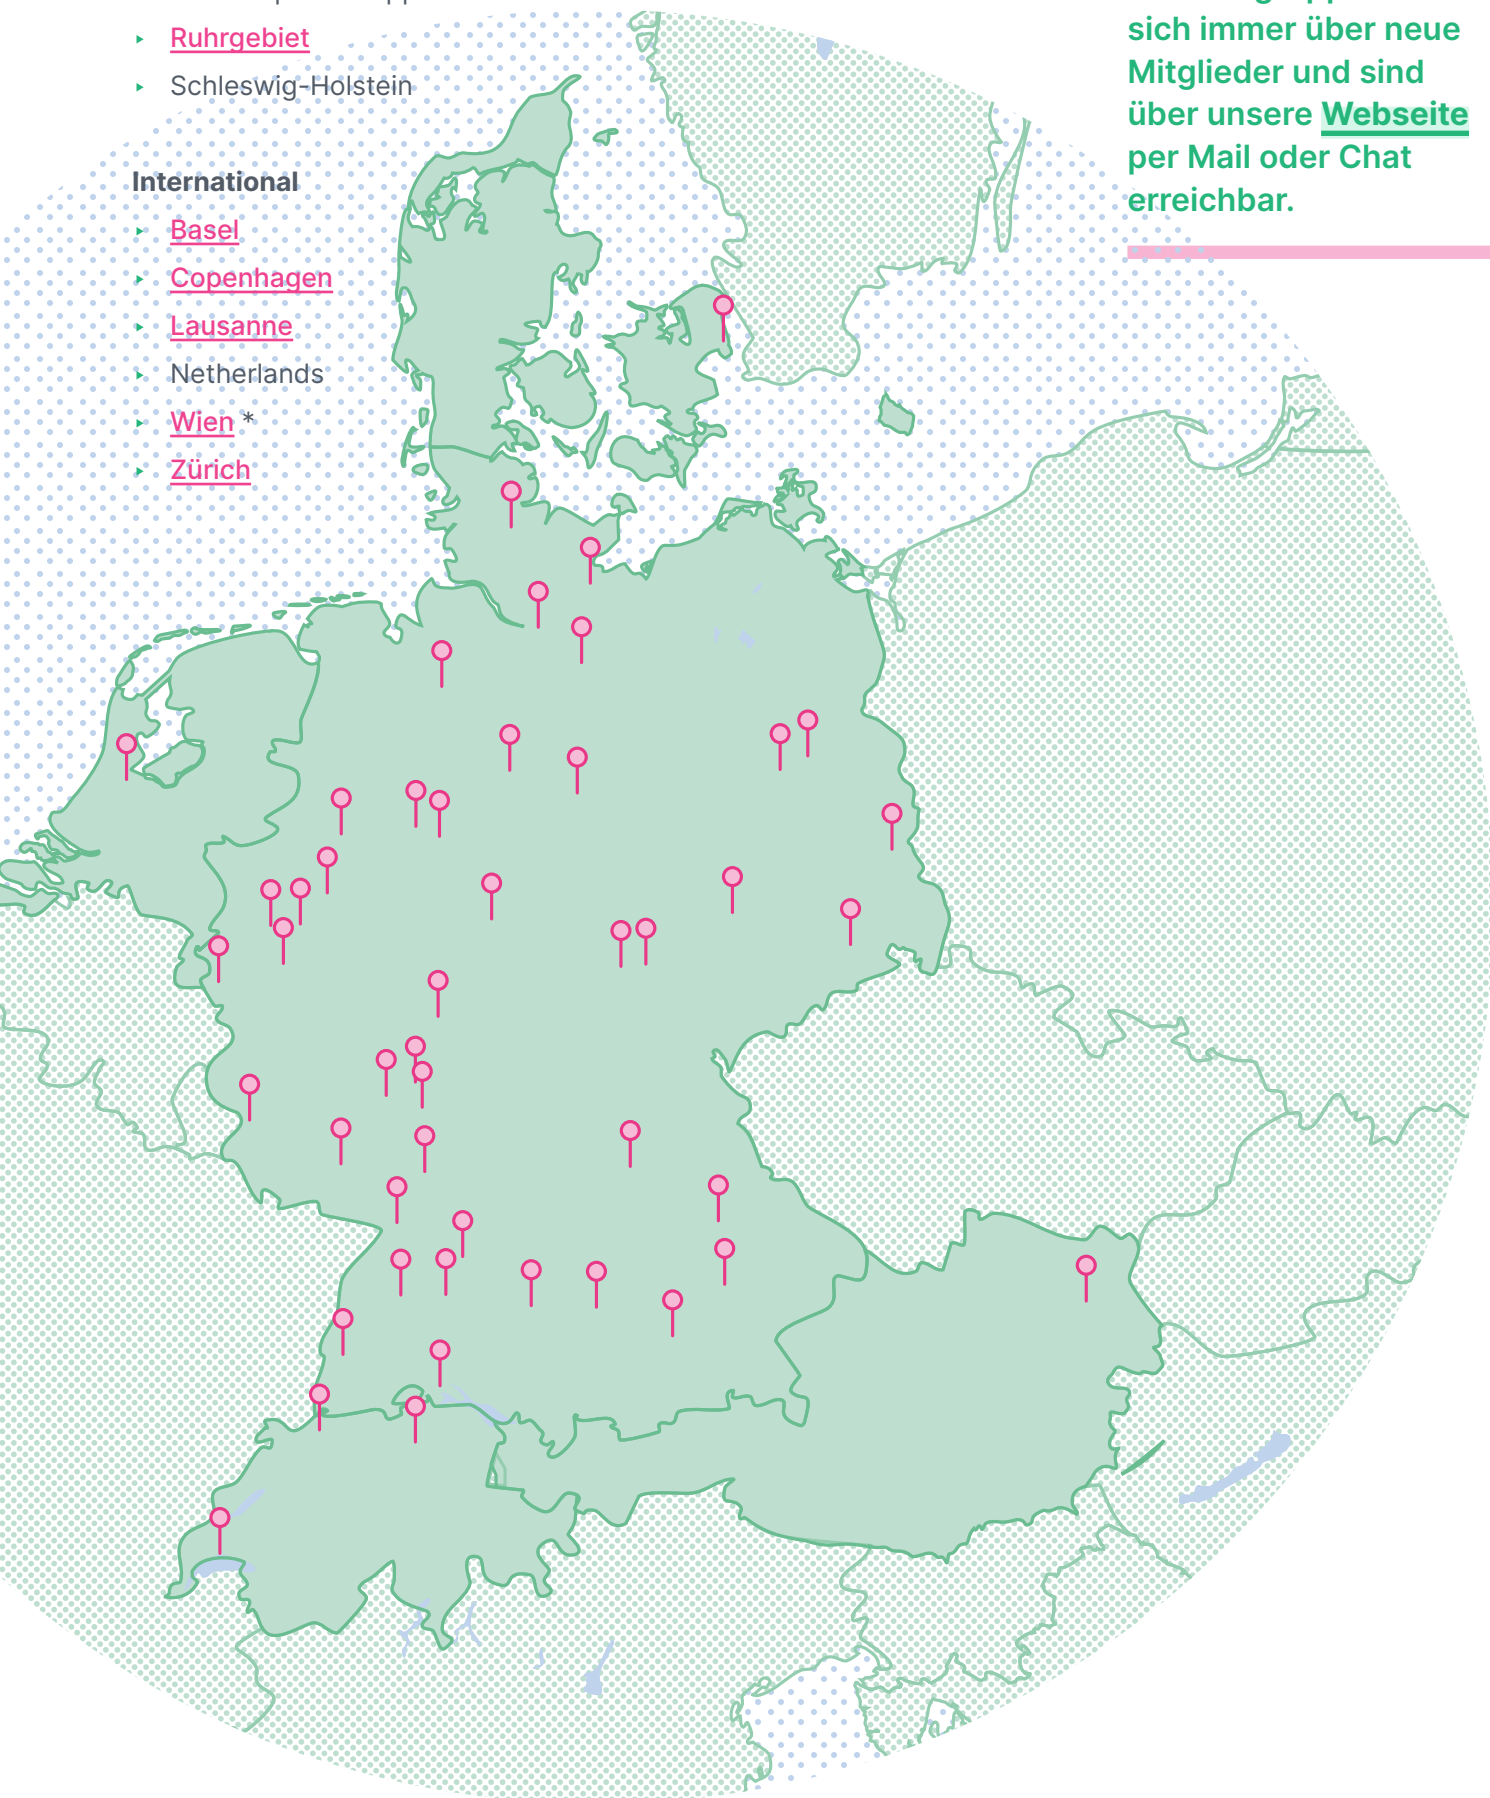 Ruhrgebiet
Schleswig-Holstein
International
Basel
Copenhagen
Lausanne
Netherlands
Wien *
Zürich
sich immer über neue
Mitglieder und sind
über unsere Webseite
per Mail oder Chat
erreichbar.